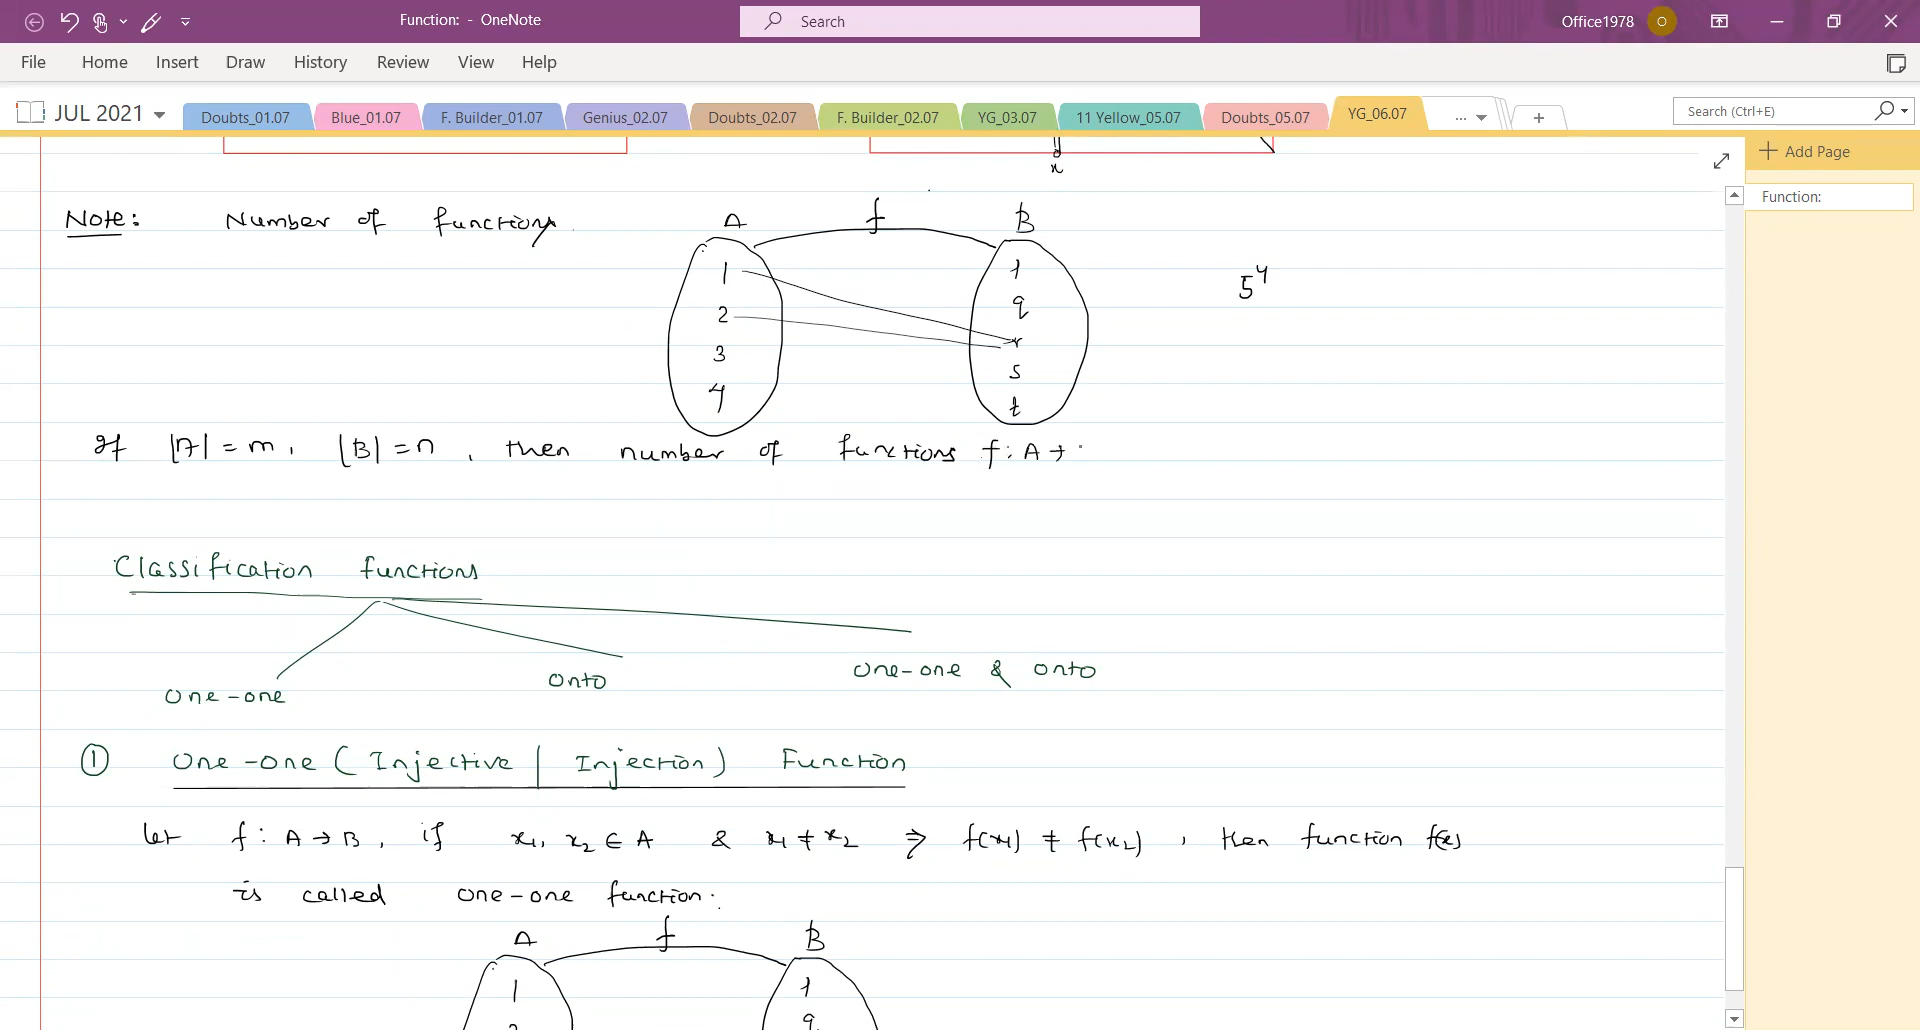 Function: - OneNote
Search
Office1978
O
File Home Insert Draw History Review View Help
JUL 2021
Doubts_01.07 Blue_01.07 F. Builder_01.07 Genius_02.07 Doubts_02.07 F. Builder_02.07 YG_03.07 11 Yellow_05.07 Doubts_05.07 YG_06.07 ... +
Search (Ctrl+E)
Add Page
Function:
x
Note: Number of functions. A f B
1
2
3
4
q
r
s
t
5⁴
If |A| = m, |B| = n, then number of functions f: A →
Classification functions
One-one
Onto
One-one & onto
① One-one (Injective | Injection) Function
let f: A → B, if x₁, x₂ ∈ A & x₁ ≠ x₂ ⇒ f(x₁) ≠ f(x₂), then function f(x)
is called one-one function.
A f B
1
2
q